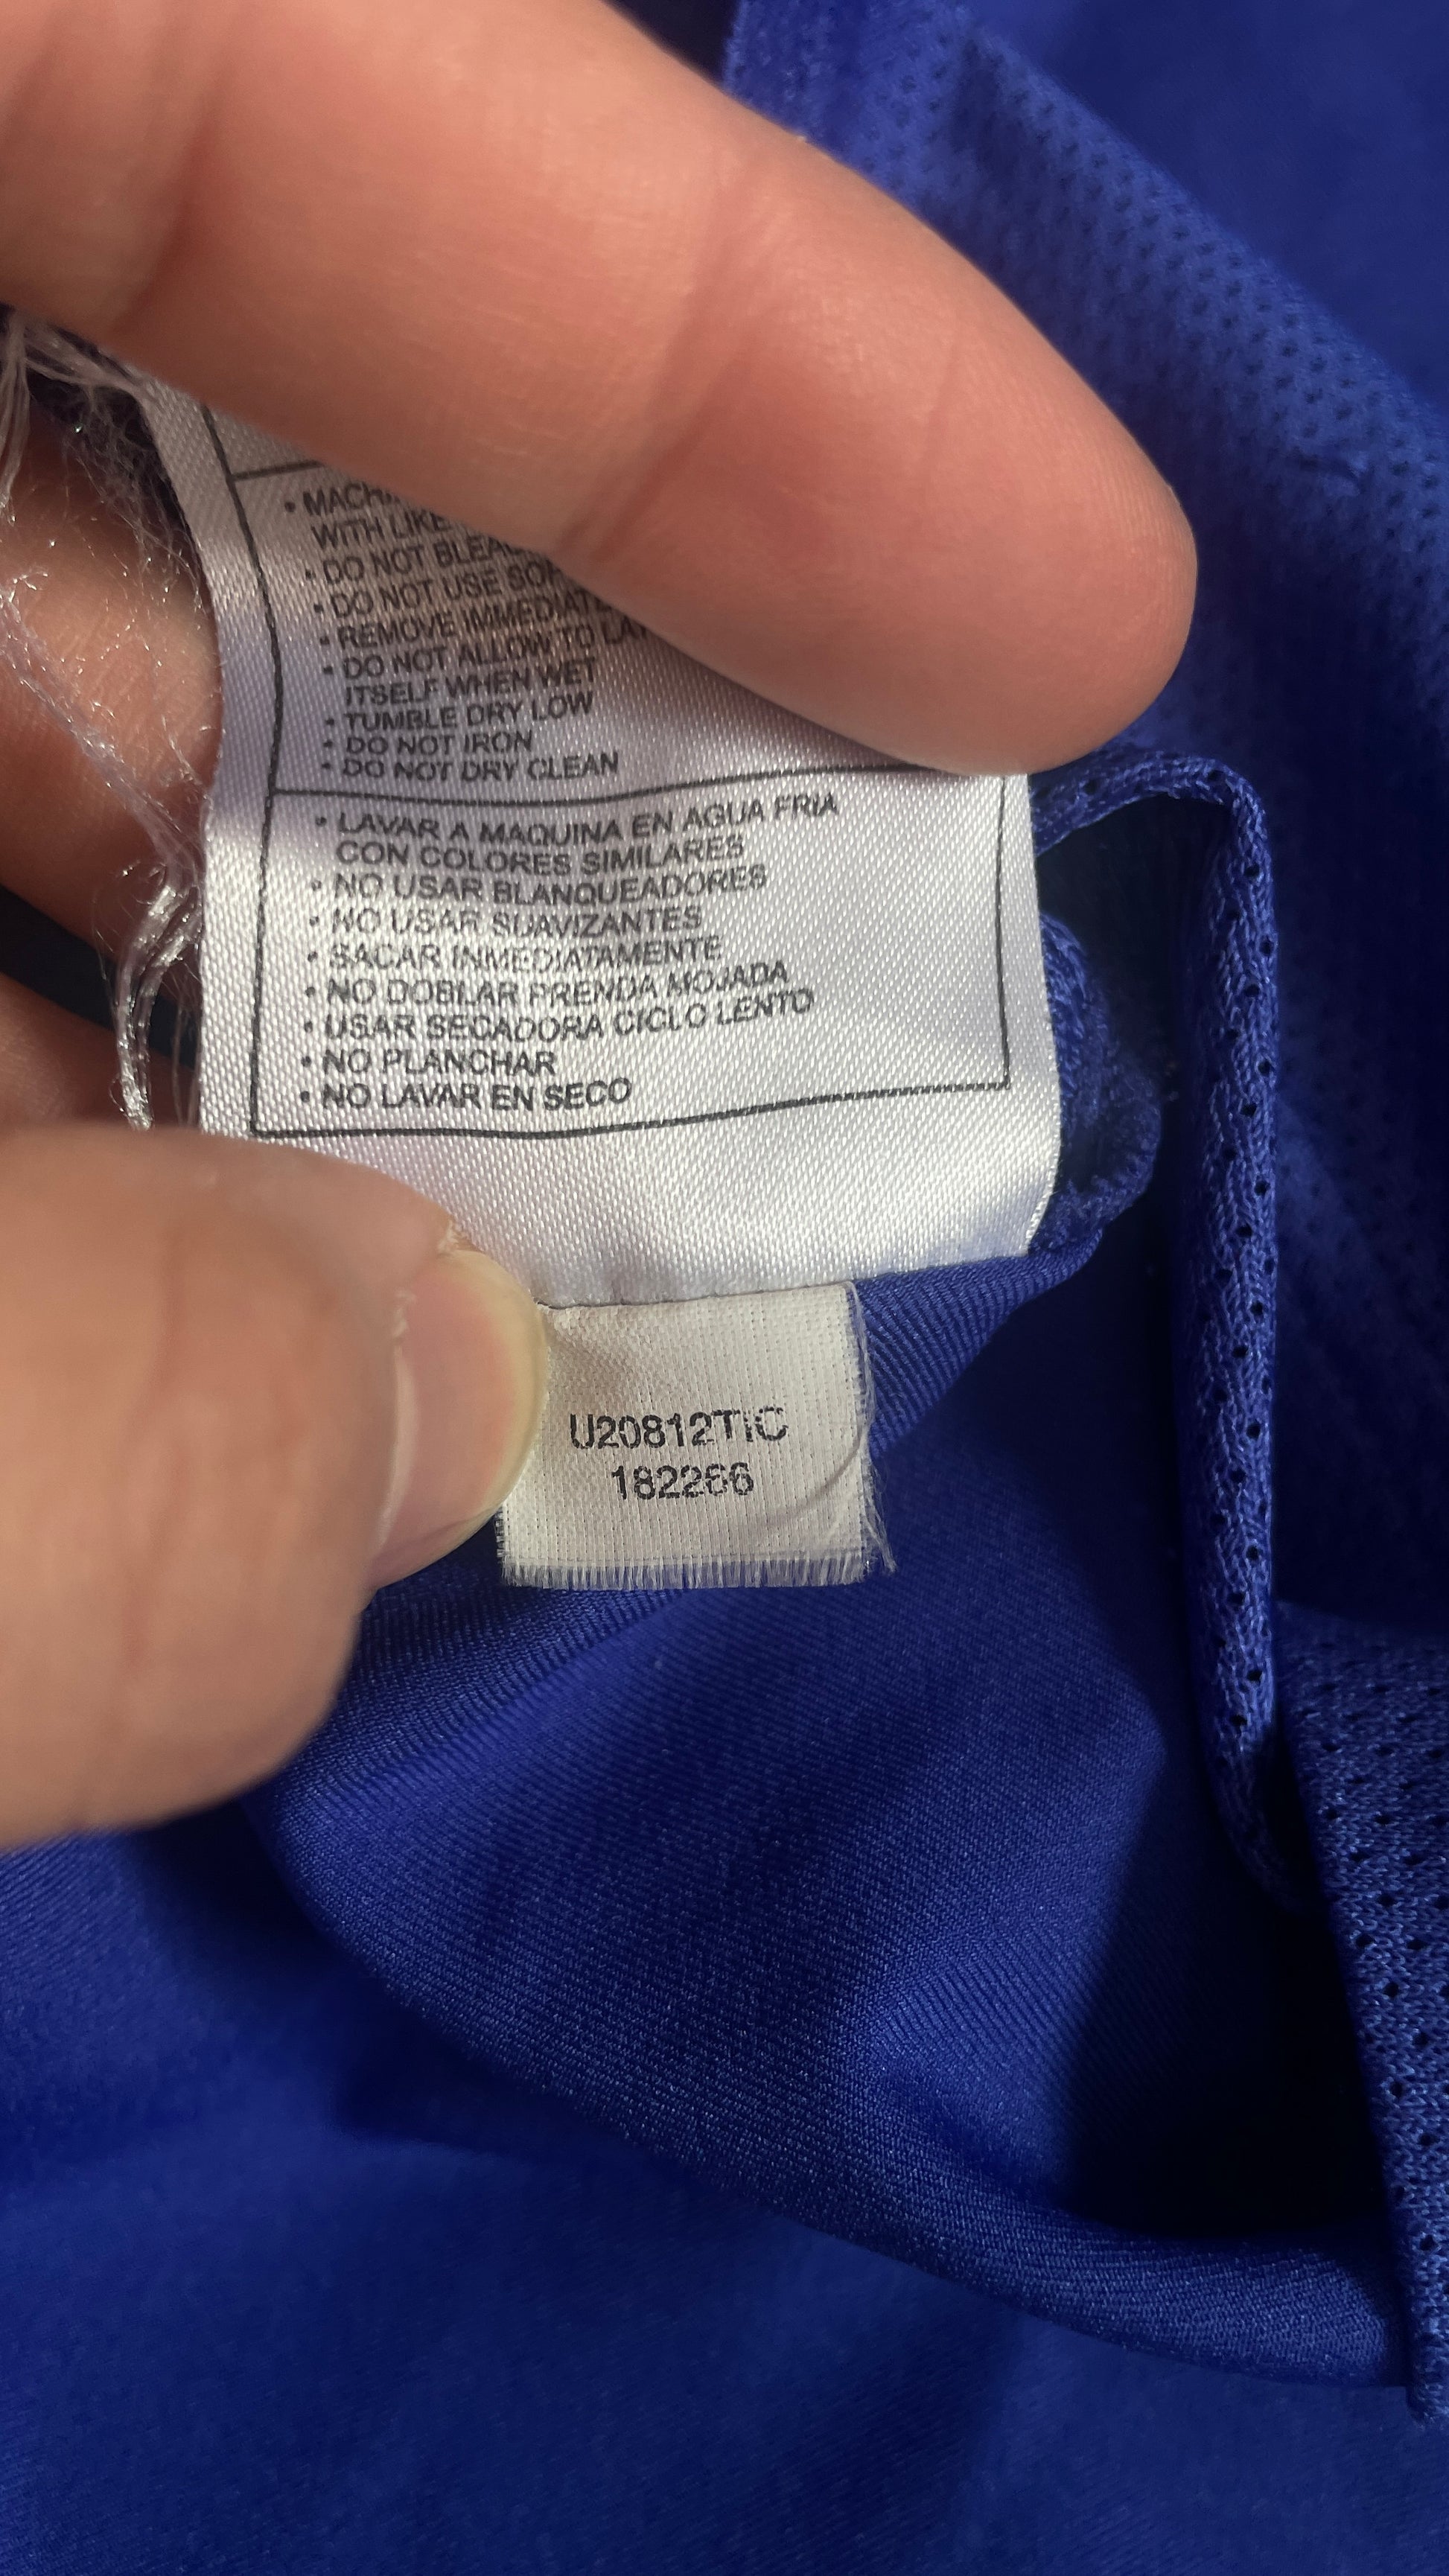 • MACHI
WITH LIKE
• DO NOT BLEAC
• DO NOT USE SOF
• REMOVE IMMEDIATE
• DO NOT ALLOW TO LA
ITSELF WHEN WET
• TUMBLE DRY LOW
• DO NOT IRON
• DO NOT DRY CLEAN
• LAVAR A MAQUINA EN AGUA FRIA
CON COLORES SIMILARES
• NO USAR BLANQUEADORES
• NO USAR SUAVIZANTES
• SACAR INMEDIATAMENTE
• NO DOBLAR PRENDA MOJADA
• USAR SECADORA CICLO LENTO
• NO PLANCHAR
• NO LAVAR EN SECO
U20812TIC
182266